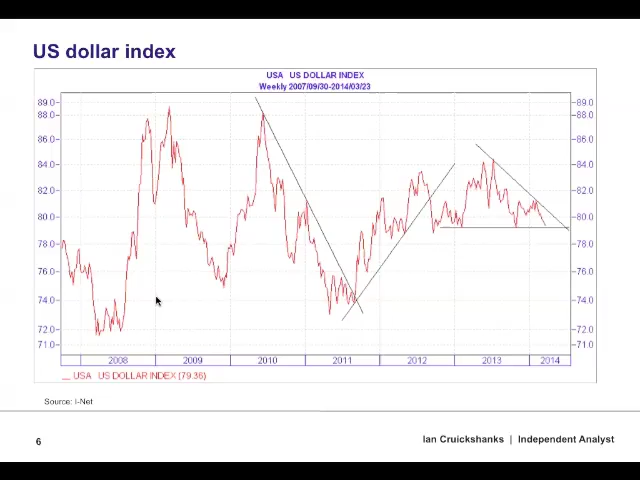 US dollar index
USA US DOLLAR INDEX
Weekly 2007/09/30-2014/03/23
89.0 89.0
88.0 88.0
86.0 86.0
84.0 84.0
82.0 82.0
80.0 80.0
78.0 78.0
76.0 76.0
74.0 74.0
72.0 72.0
71.0 71.0
2008 2009 2010 2011 2012 2013 2014
USA US DOLLAR INDEX (79.36)
Source: I-Net
6
Ian Cruickshanks | Independent Analyst